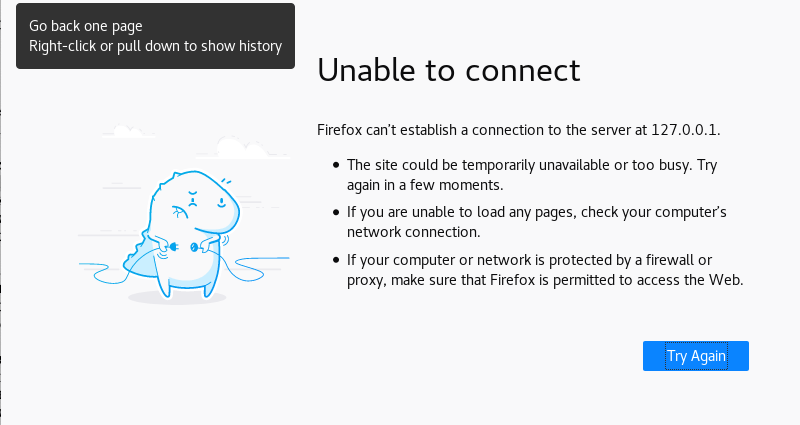 Go back one page
Right-click or pull down to show history
Unable to connect
Firefox can’t establish a connection to the server at 127.0.0.1.
• The site could be temporarily unavailable or too busy. Try
again in a few moments.
• If you are unable to load any pages, check your computer’s
network connection.
• If your computer or network is protected by a firewall or
proxy, make sure that Firefox is permitted to access the Web.
Try Again